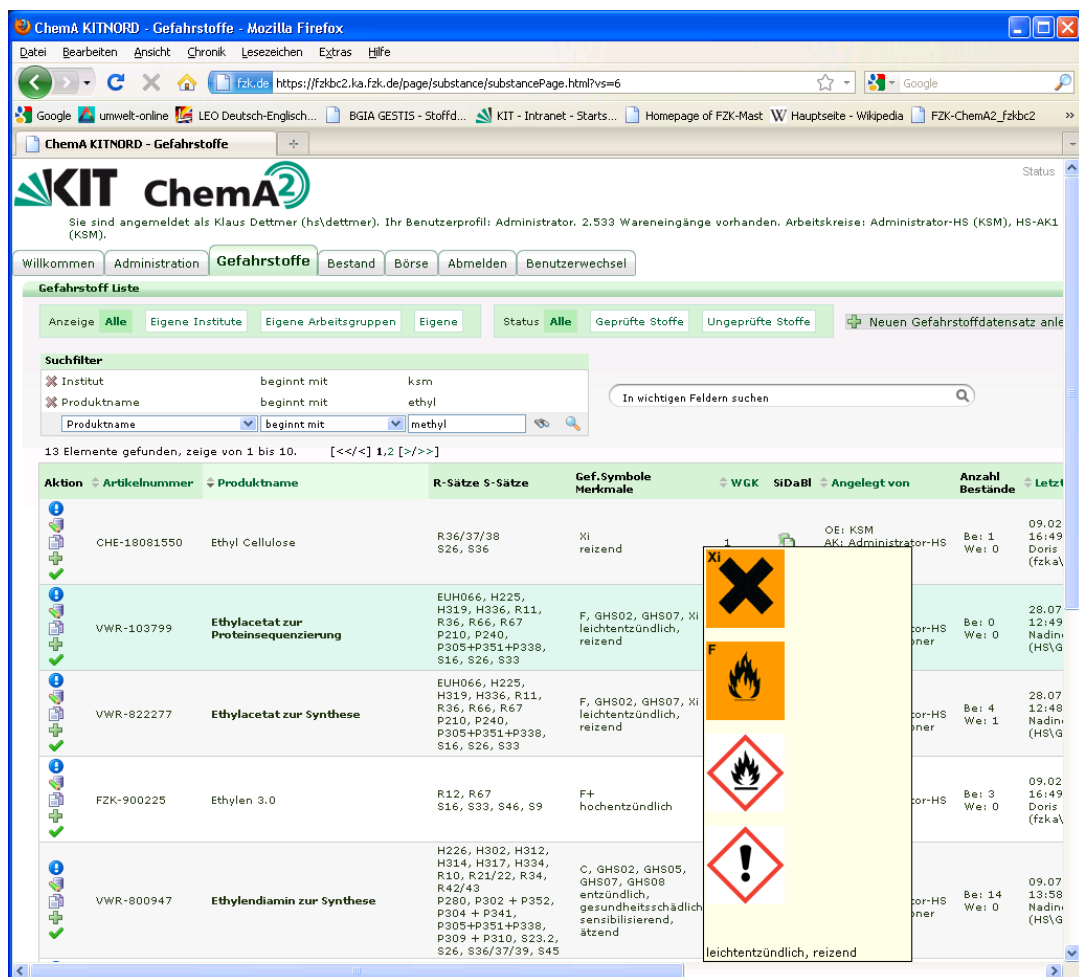 ChemA KITNORD - Gefahrstoffe - Mozilla Firefox
Datei Bearbeiten Ansicht Chronik Lesezeichen Extras Hilfe
fzk.de https://fzkbc2.ka.fzk.de/page/substance/substancePage.html?vs=6
Google
Google umwelt-online LEO Deutsch-Englisch... BGIA GESTIS - Stoffd... KIT - Intranet - Starts... Homepage of FZK-Mast W Hauptseite - Wikipedia FZK-ChemA2_fzkbc2 »
ChemA KITNORD - Gefahrstoffe
Status
KIT ChemA2
Sie sind angemeldet als Klaus Dettmer (hs\dettmer). Ihr Benutzerprofil: Administrator. 2.533 Wareneingänge vorhanden. Arbeitskreise: Administrator-HS (KSM), HS-AK1
(KSM).
Willkommen Administration Gefahrstoffe Bestand Börse Abmelden Benutzerwechsel
Gefahrstoff Liste
Anzeige Alle Eigene Institute Eigene Arbeitsgruppen Eigene Status Alle Geprüfte Stoffe Ungeprüfte Stoffe Neuen Gefahrstoffdatensatz anle
Suchfilter
Institut beginnt mit ksm
Produktname beginnt mit ethyl
In wichtigen Feldern suchen
Produktname beginnt mit methyl
13 Elemente gefunden, zeige von 1 bis 10. [<</<] 1,2 [>/>>]
Aktion Artikelnummer Produktname R-Sätze S-Sätze Gef.Symbole Merkmale WGK SiDaBl Angelegt von Anzahl Bestände Letzt
CHE-18081550
Ethyl Cellulose
R36/37/38
S26, S36
Xi
reizend
1
OE: KSM
AK: Administrator-HS
Be: 1
We: 0
09.02
16:49
Doris
(fzka\
VWR-103799
Ethylacetat zur
Proteinsequenzierung
EUH066, H225,
H319, H336, R11,
R36, R66, R67
P210, P240,
P305+P351+P338,
S16, S26, S33
F, GHS02, GHS07, Xi
leichtentzündlich,
reizend
tor-HS
oner
Be: 0
We: 0
28.07
12:49
Nadine
(HS\G
VWR-822277
Ethylacetat zur Synthese
EUH066, H225,
H319, H336, R11,
R36, R66, R67
P210, P240,
P305+P351+P338,
S16, S26, S33
F, GHS02, GHS07, Xi
leichtentzündlich,
reizend
tor-HS
oner
Be: 4
We: 1
28.07
12:48
Nadine
(HS\G
FZK-900225
Ethylen 3.0
R12, R67
S16, S33, S46, S9
F+
hochentzündlich
tor-HS
Be: 3
We: 0
09.02
16:49
Doris
(fzka\
VWR-800947
Ethylendiamin zur Synthese
H226, H302, H312,
H314, H317, H334,
R10, R21/22, R34,
R42/43
P280, P302 + P352,
P304 + P341,
P305+P351+P338,
P309 + P310, S23.2,
S26, S36/37/39, S45
C, GHS02, GHS05,
GHS07, GHS08
entzündlich,
gesundheitsschädlich
sensibilisierend,
ätzend
tor-HS
oner
Be: 14
We: 0
09.07
13:58
Nadine
(HS\G
Xi
F
leichtentzündlich, reizend